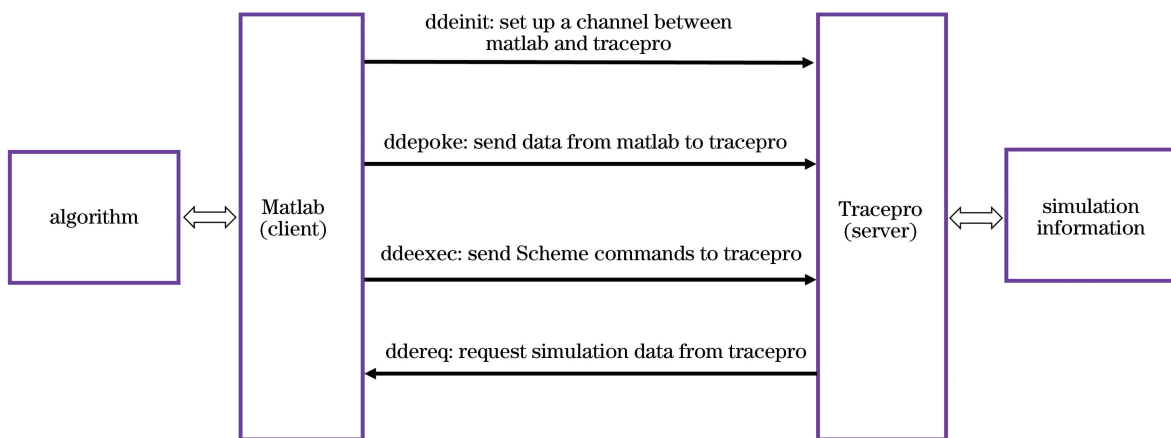 ddeinit: set up a channel between
matlab and tracepro
ddepoke: send data from matlab to tracepro
algorithm
Matlab
(client)
Tracepro
(server)
simulation
information
ddeexec: send Scheme commands to tracepro
ddereq: request simulation data from tracepro